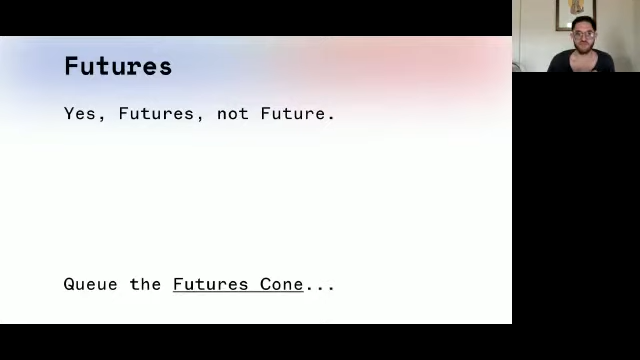 Futures
Yes, Futures, not Future.
Queue the Futures Cone...